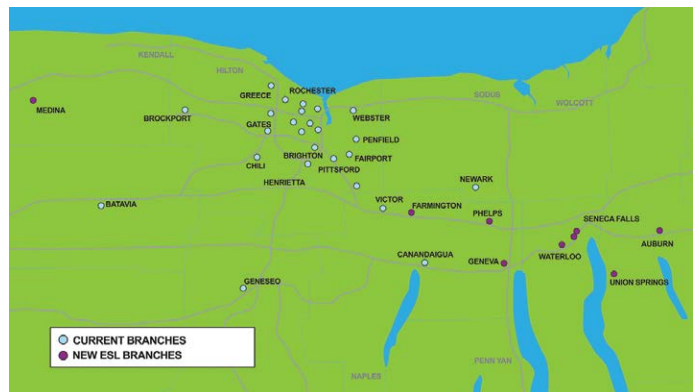 KENDALL
HILTON
GREECE
ROCHESTER
SODUS
WOLCOTT
MEDINA
BROCKPORT
WEBSTER
GATES
PENFIELD
BRIGHTON
FAIRPORT
CHILI
PITTSFORD
HENRIETTA
NEWARK
BATAVIA
VICTOR
FARMINGTON
PHELPS
SENECA FALLS
AUBURN
WATERLOO
CANANDAIGUA
GENEVA
UNION SPRINGS
GENESEO
CURRENT BRANCHES
NEW ESL BRANCHES
NAPLES
PENN YAN